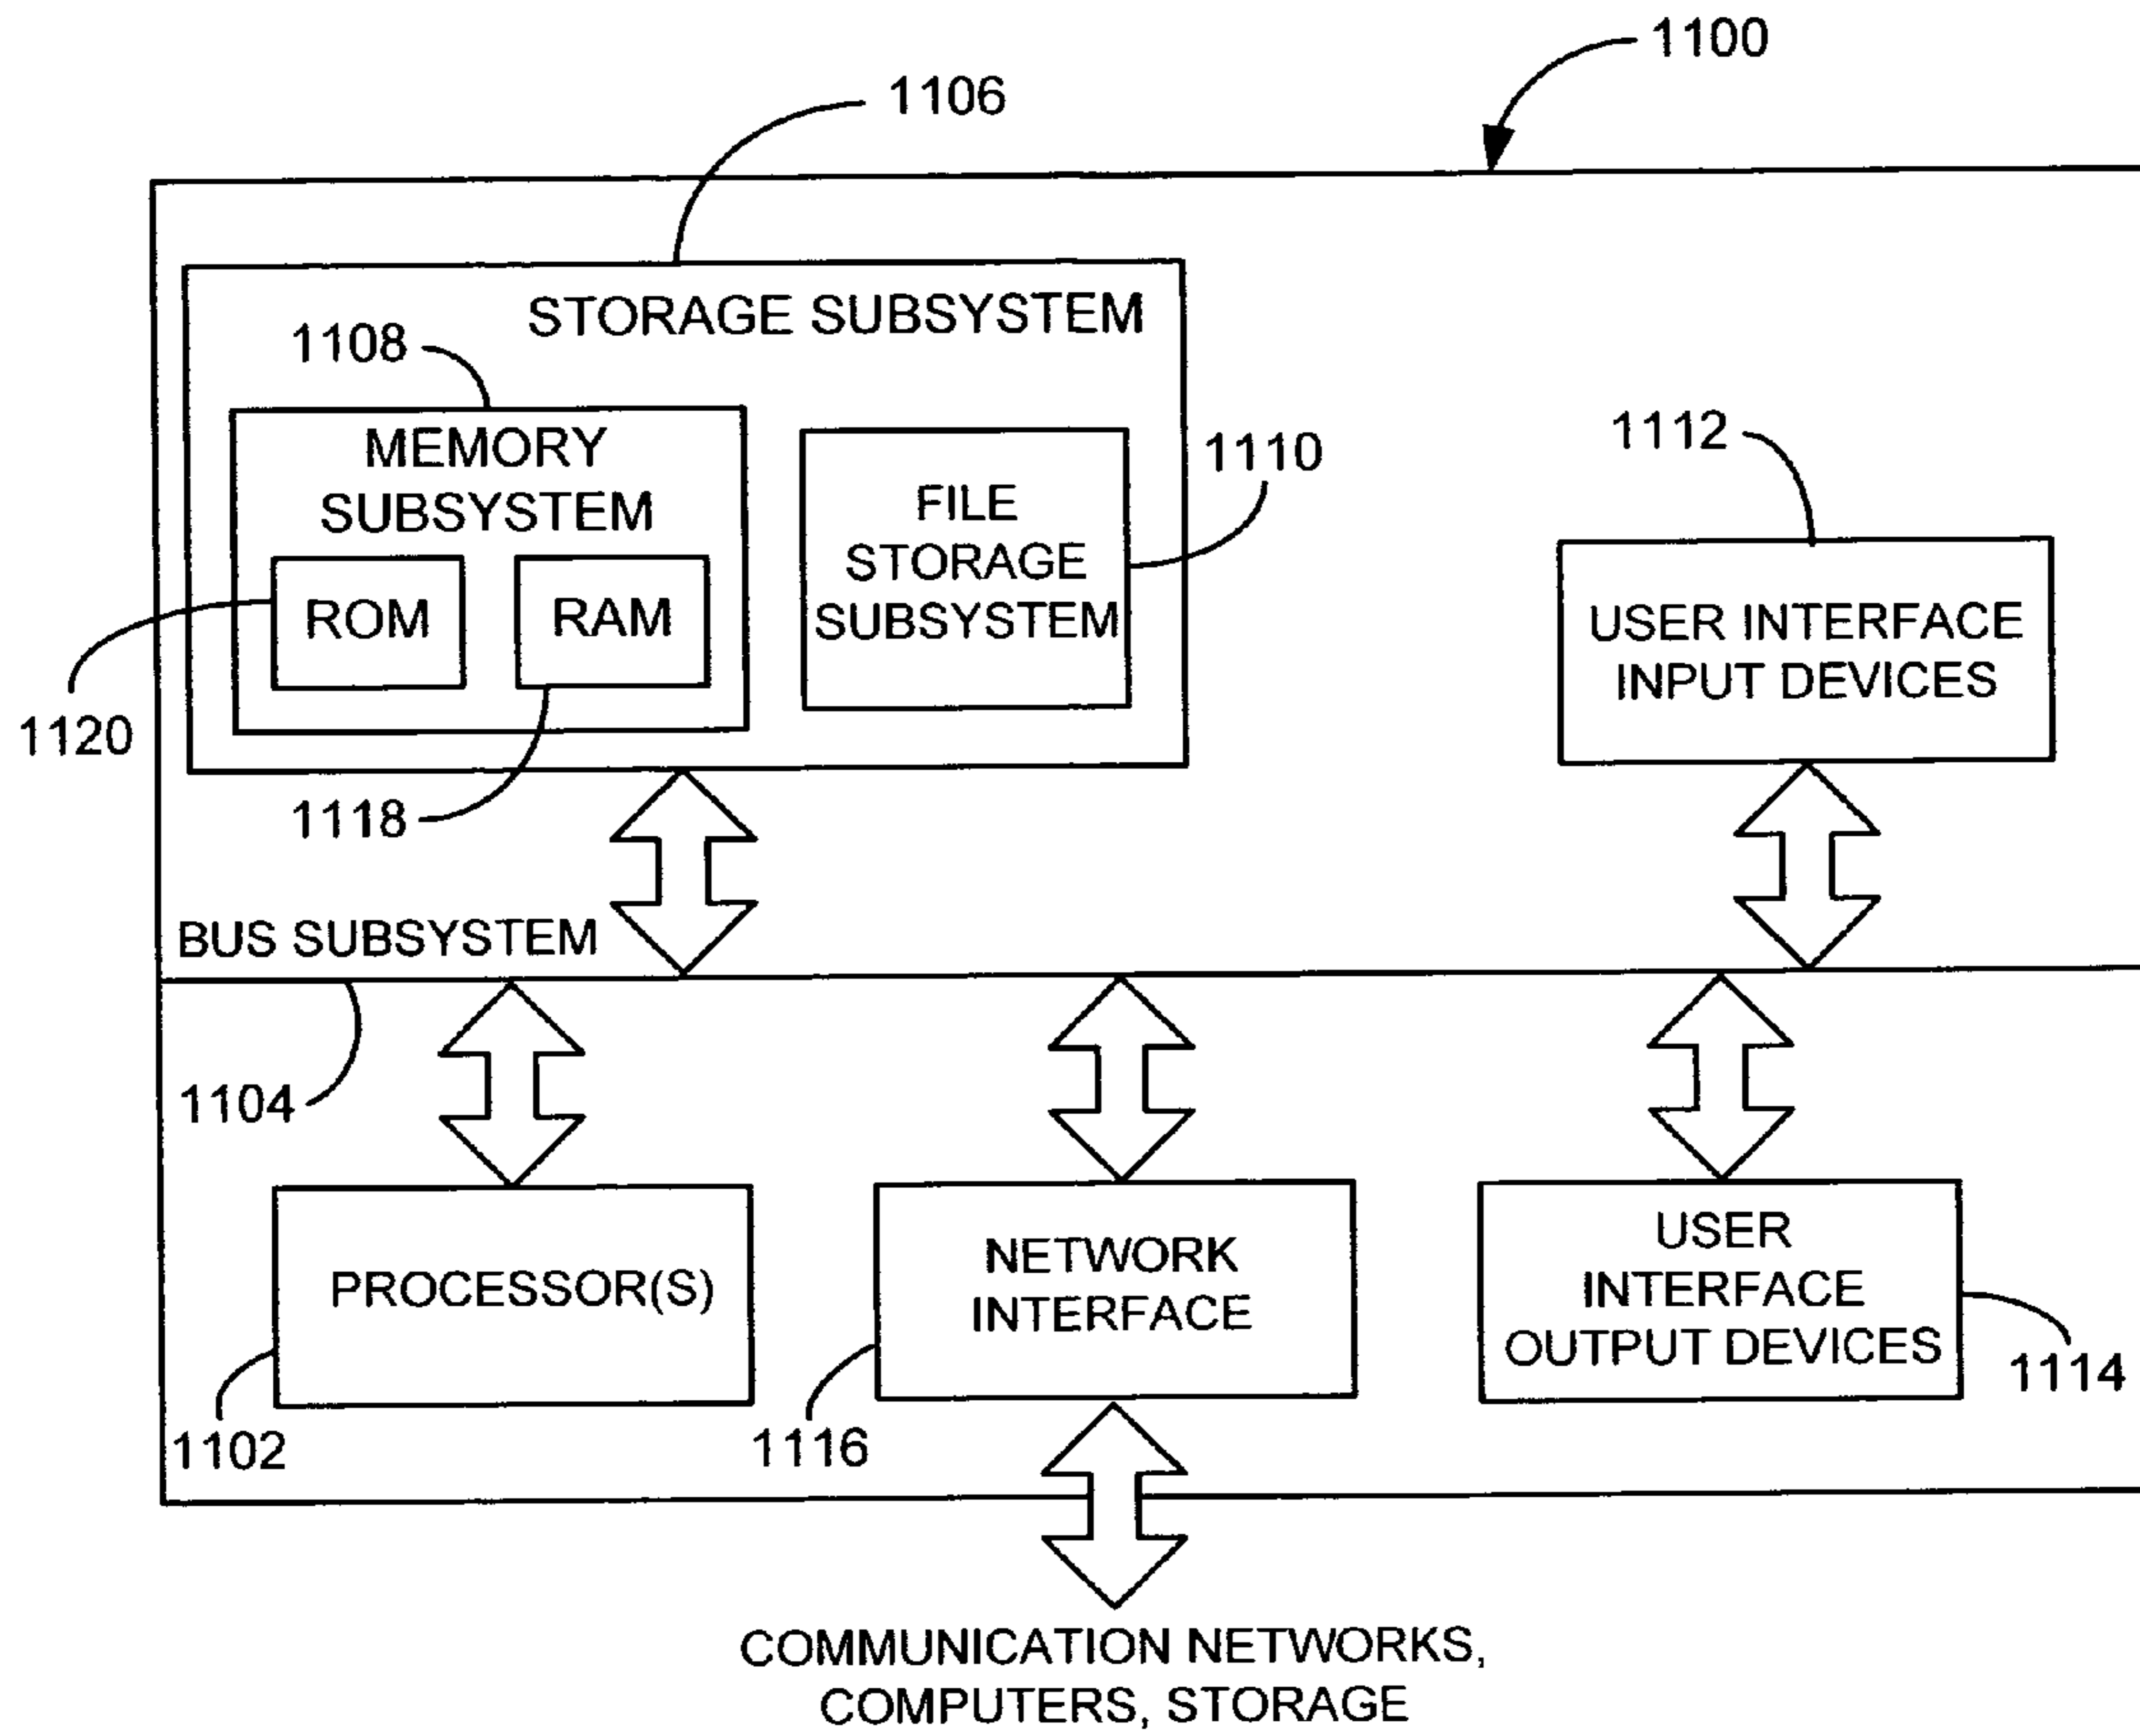 1100
1106
STORAGE SUBSYSTEM
1108
MEMORY
SUBSYSTEM
1110
FILE
STORAGE
SUBSYSTEM
1112
USER INTERFACE
INPUT DEVICES
ROM
RAM
1120
1118
BUS SUBSYSTEM
1104
PROCESSOR(S)
1102
NETWORK
INTERFACE
1116
USER
INTERFACE
OUTPUT DEVICES
1114
COMMUNICATION NETWORKS,
COMPUTERS, STORAGE